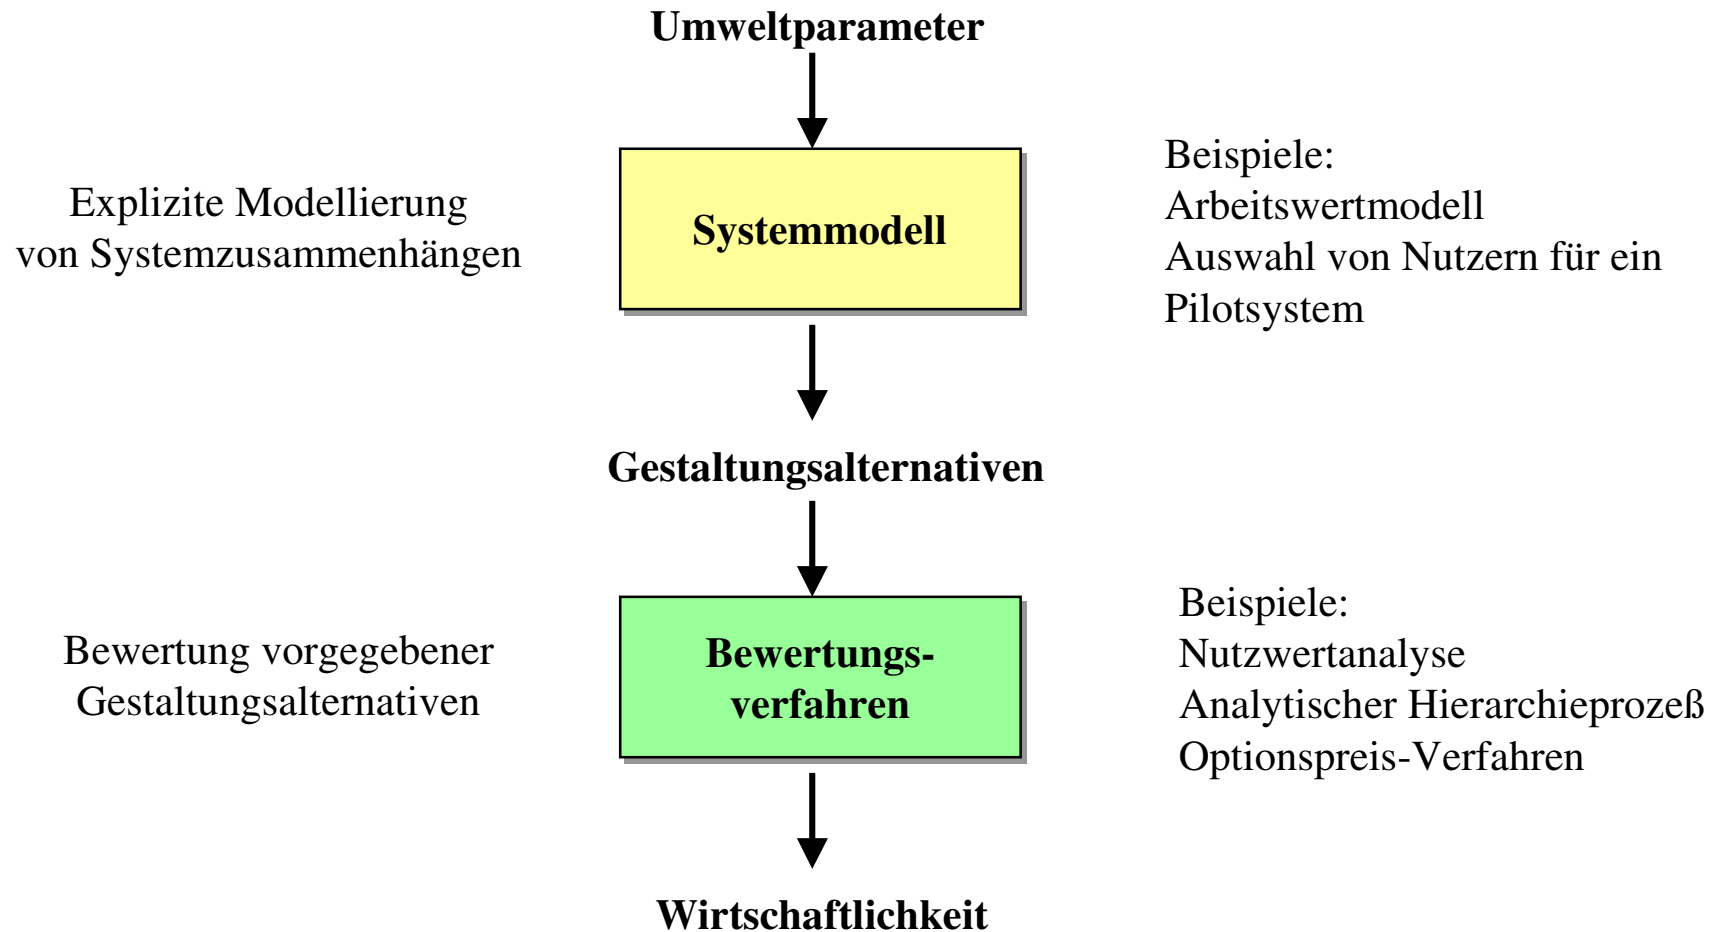 Umweltparameter
Explizite Modellierung
von Systemzusammenhängen
Systemmodell
Beispiele:
Arbeitswertmodell
Auswahl von Nutzern für ein
Pilotsystem
Gestaltungsalternativen
Bewertung vorgegebener
Gestaltungsalternativen
Bewertungs-
verfahren
Beispiele:
Nutzwertanalyse
Analytischer Hierarchieprozeß
Optionspreis-Verfahren
Wirtschaftlichkeit